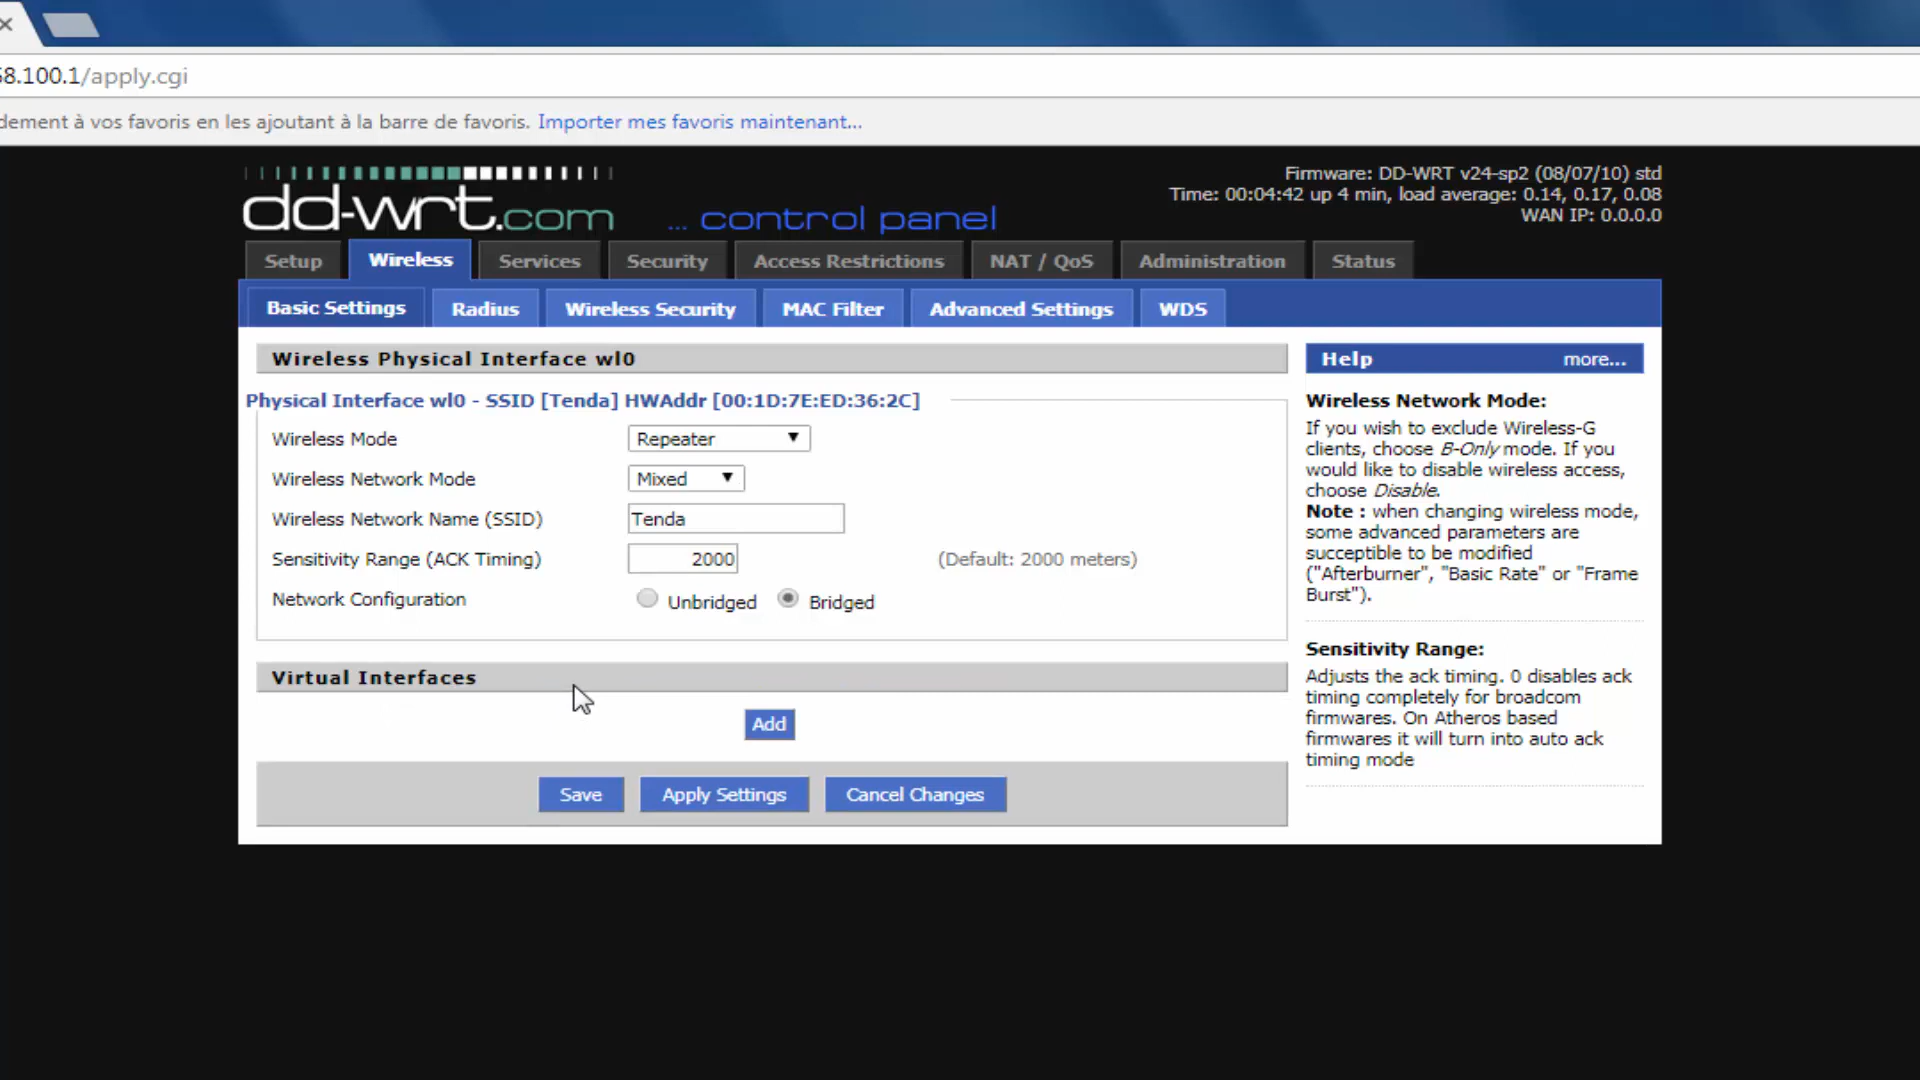 58.100.1/apply.cgi
dement à vos favoris en les ajoutant à la barre de favoris. Importer mes favoris maintenant...
dd-wrt.com ... control panel
Firmware: DD-WRT v24-sp2 (08/07/10) std
Time: 00:04:42 up 4 min, load average: 0.14, 0.17, 0.08
WAN IP: 0.0.0.0
Setup Wireless Services Security Access Restrictions NAT / QoS Administration Status
Basic Settings Radius Wireless Security MAC Filter Advanced Settings WDS
Wireless Physical Interface wl0
Physical Interface wl0 - SSID [Tenda] HWAddr [00:1D:7E:ED:36:2C]
Wireless Mode Repeater
Wireless Network Mode Mixed
Wireless Network Name (SSID) Tenda
Sensitivity Range (ACK Timing) 2000 (Default: 2000 meters)
Network Configuration Unbridged Bridged
Virtual Interfaces
Add
Save Apply Settings Cancel Changes
Help more...
Wireless Network Mode:
If you wish to exclude Wireless-G
clients, choose B-Only mode. If you
would like to disable wireless access,
choose Disable.
Note : when changing wireless mode,
some advanced parameters are
succeptible to be modified
("Afterburner", "Basic Rate" or "Frame
Burst").
Sensitivity Range:
Adjusts the ack timing. 0 disables ack
timing completely for broadcom
firmwares. On Atheros based
firmwares it will turn into auto ack
timing mode